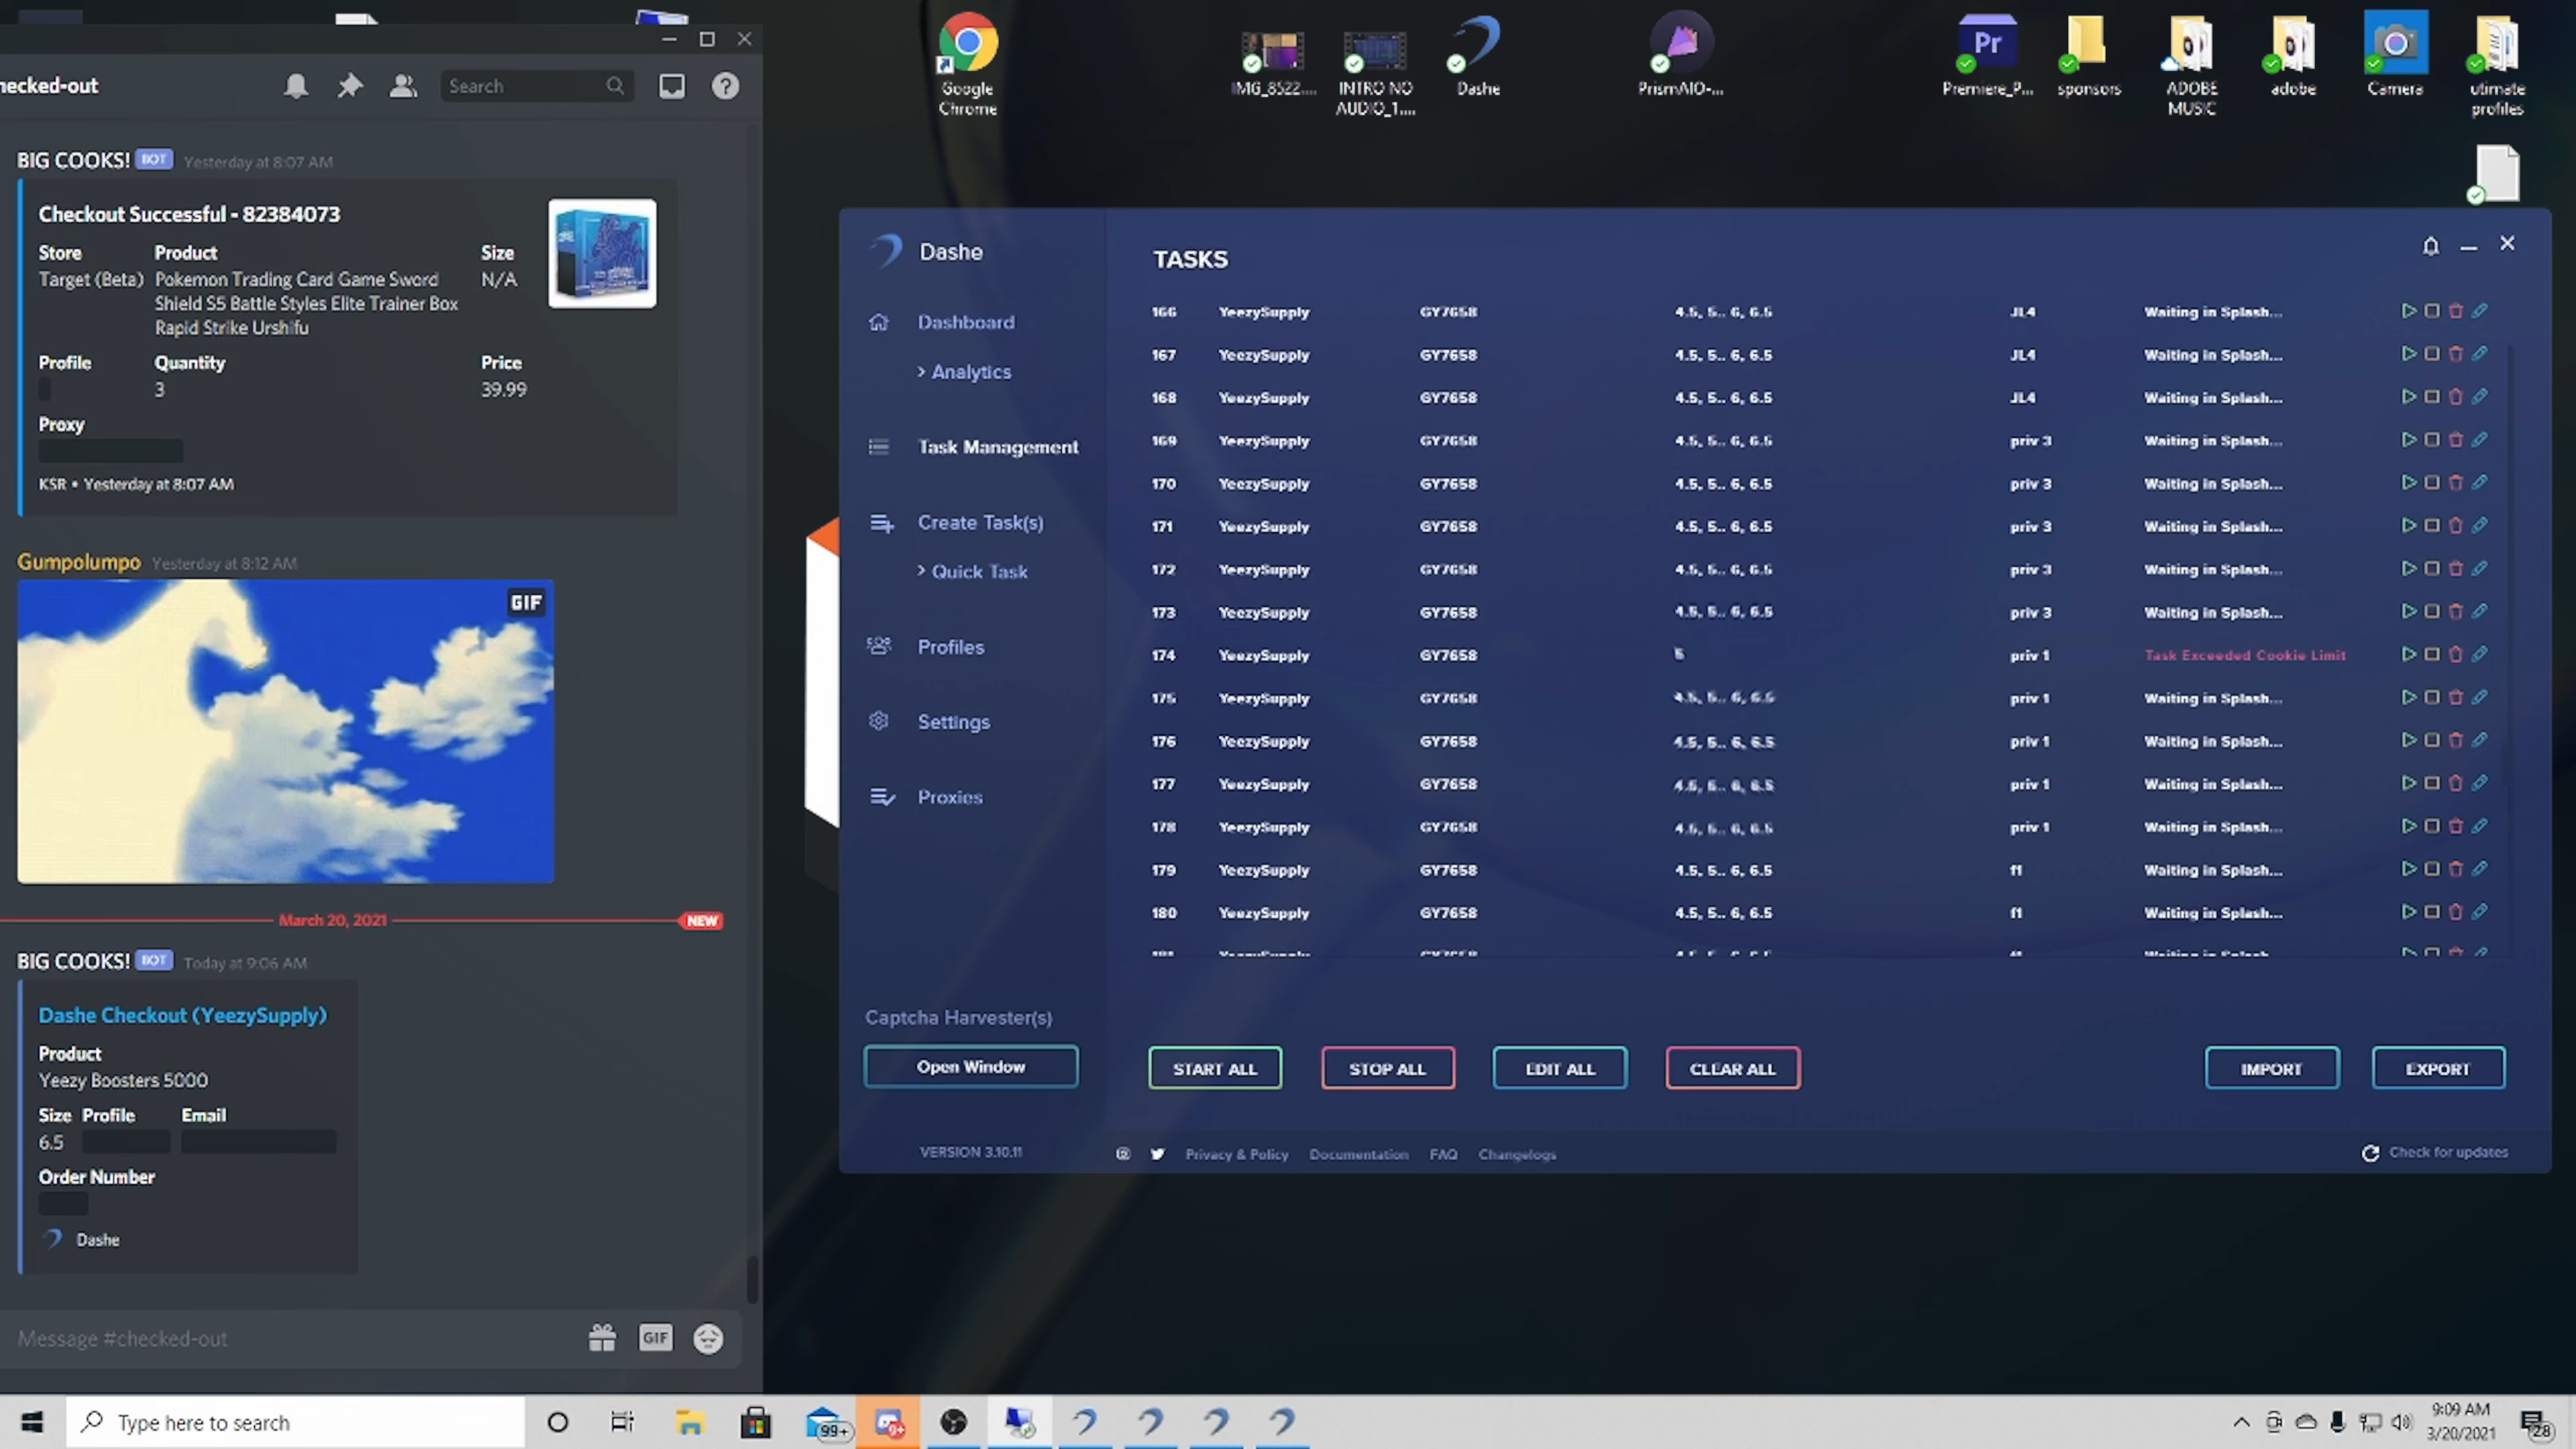 hecked-out
Search
BIG COOKS! BOT Yesterday at 8:07 AM
Checkout Successful - 82384073
Store Product Size
Target (Beta) Pokemon Trading Card Game Sword N/A
Shield S5 Battle Styles Elite Trainer Box
Rapid Strike Urshifu
Profile Quantity Price
3 39.99
Proxy
KSR • Yesterday at 8:07 AM
Gumpolumpo Yesterday at 8:12 AM
GIF
March 20, 2021 NEW
BIG COOKS! BOT Today at 9:06 AM
Dashe Checkout (YeezySupply)
Product
Yeezy Boosters 5000
Size Profile Email
6.5
Order Number
Dashe
Message #checked-out
GIF
Google
Chrome
IMG_8522....
INTRO NO
AUDIO_1....
Dashe
PrismAIO-...
Pr
Premiere_P...
sponsors
ADOBE
MUSIC
adobe
Camera
utimate
profiles
Dashe
Dashboard
> Analytics
Task Management
Create Task(s)
> Quick Task
Profiles
Settings
Proxies
Captcha Harvester(s)
Open Window
VERSION 3.10.11
TASKS
166 YeezySupply GY7658 4.5, 5.. 6, 6.5 JL4 Waiting in Splash...
167 YeezySupply GY7658 4.5, 5.. 6, 6.5 JL4 Waiting in Splash...
168 YeezySupply GY7658 4.5, 5.. 6, 6.5 JL4 Waiting in Splash...
169 YeezySupply GY7658 4.5, 5.. 6, 6.5 priv 3 Waiting in Splash...
170 YeezySupply GY7658 4.5, 5.. 6, 6.5 priv 3 Waiting in Splash...
171 YeezySupply GY7658 4.5, 5.. 6, 6.5 priv 3 Waiting in Splash...
172 YeezySupply GY7658 4.5, 5.. 6, 6.5 priv 3 Waiting in Splash...
173 YeezySupply GY7658 4.5, 5.. 6, 6.5 priv 3 Waiting in Splash...
174 YeezySupply GY7658 priv 1 Task Exceeded Cookie Limit
175 YeezySupply GY7658 4.5, 5.. 6, 6.5 priv 1 Waiting in Splash...
176 YeezySupply GY7658 4.5, 5.. 6, 6.5 priv 1 Waiting in Splash...
177 YeezySupply GY7658 4.5, 5.. 6, 6.5 priv 1 Waiting in Splash...
178 YeezySupply GY7658 4.5, 5.. 6, 6.5 priv 1 Waiting in Splash...
179 YeezySupply GY7658 4.5, 5.. 6, 6.5 f1 Waiting in Splash...
180 YeezySupply GY7658 4.5, 5.. 6, 6.5 f1 Waiting in Splash...
START ALL STOP ALL EDIT ALL CLEAR ALL IMPORT EXPORT
Privacy & Policy Documentation FAQ Changelogs Check for updates
Type here to search
99+
9:09 AM
3/20/2021
28